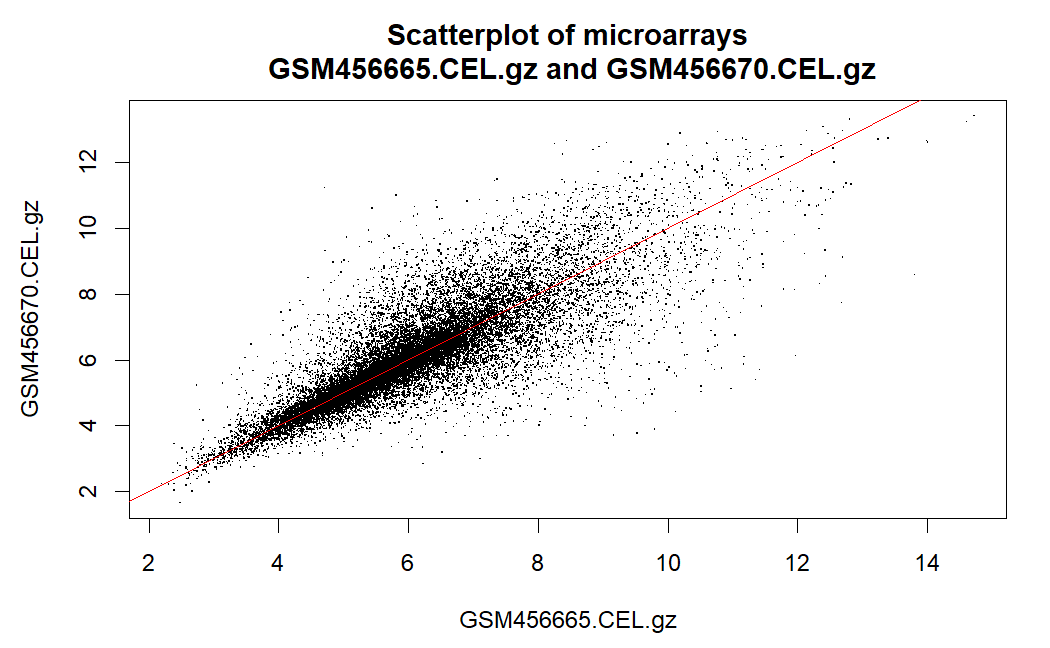 Scatterplot of microarrays
GSM456665.CEL.gz and GSM456670.CEL.gz
GSM456670.CEL.gz
12
10
8
6
4
2
2 4 6 8 10 12 14
GSM456665.CEL.gz